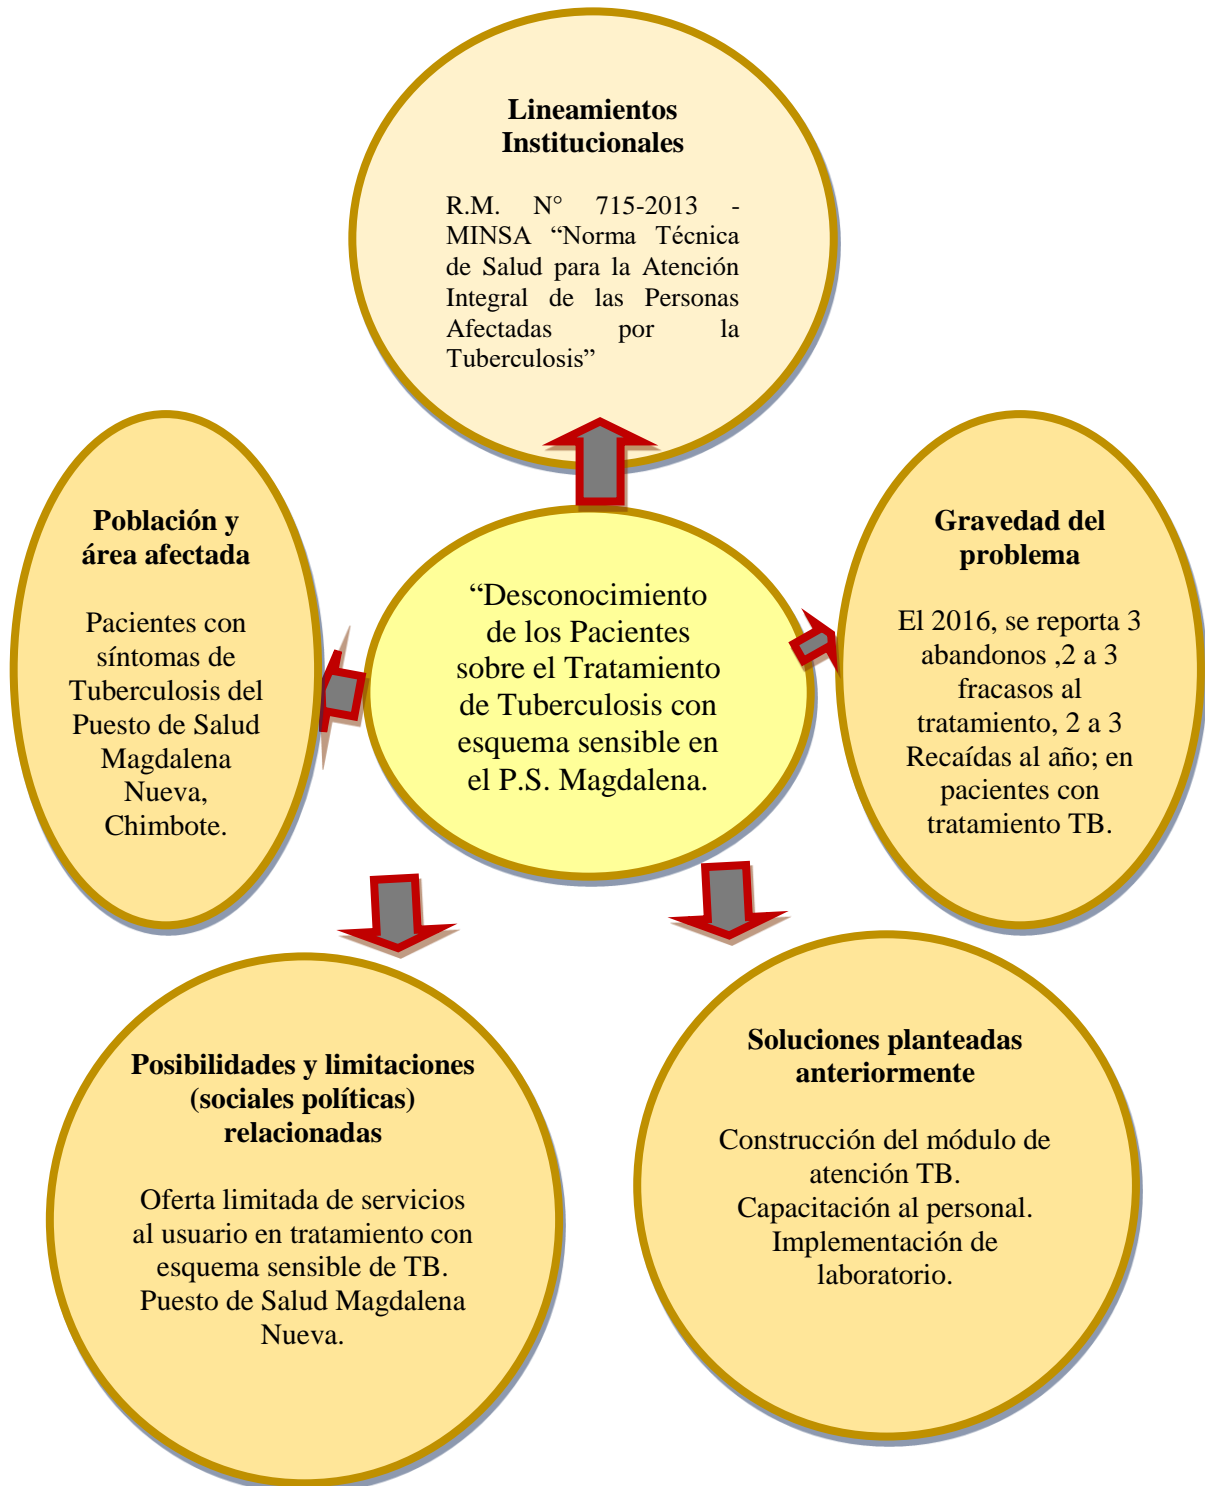 Lineamientos
Institucionales
R.M. N° 715-2013 -
MINSA “Norma Técnica
de Salud para la Atención
Integral de las Personas
Afectadas por la
Tuberculosis”
Población y
área afectada
Pacientes con
síntomas de
Tuberculosis del
Puesto de Salud
Magdalena
Nueva,
Chimbote.
“Desconocimiento
de los Pacientes
sobre el Tratamiento
de Tuberculosis con
esquema sensible en
el P.S. Magdalena.
Gravedad del
problema
El 2016, se reporta 3
abandonos ,2 a 3
fracasos al
tratamiento, 2 a 3
Recaídas al año; en
pacientes con
tratamiento TB.
Posibilidades y limitaciones
(sociales políticas)
relacionadas
Oferta limitada de servicios
al usuario en tratamiento con
esquema sensible de TB.
Puesto de Salud Magdalena
Nueva.
Soluciones planteadas
anteriormente
Construcción del módulo de
atención TB.
Capacitación al personal.
Implementación de
laboratorio.